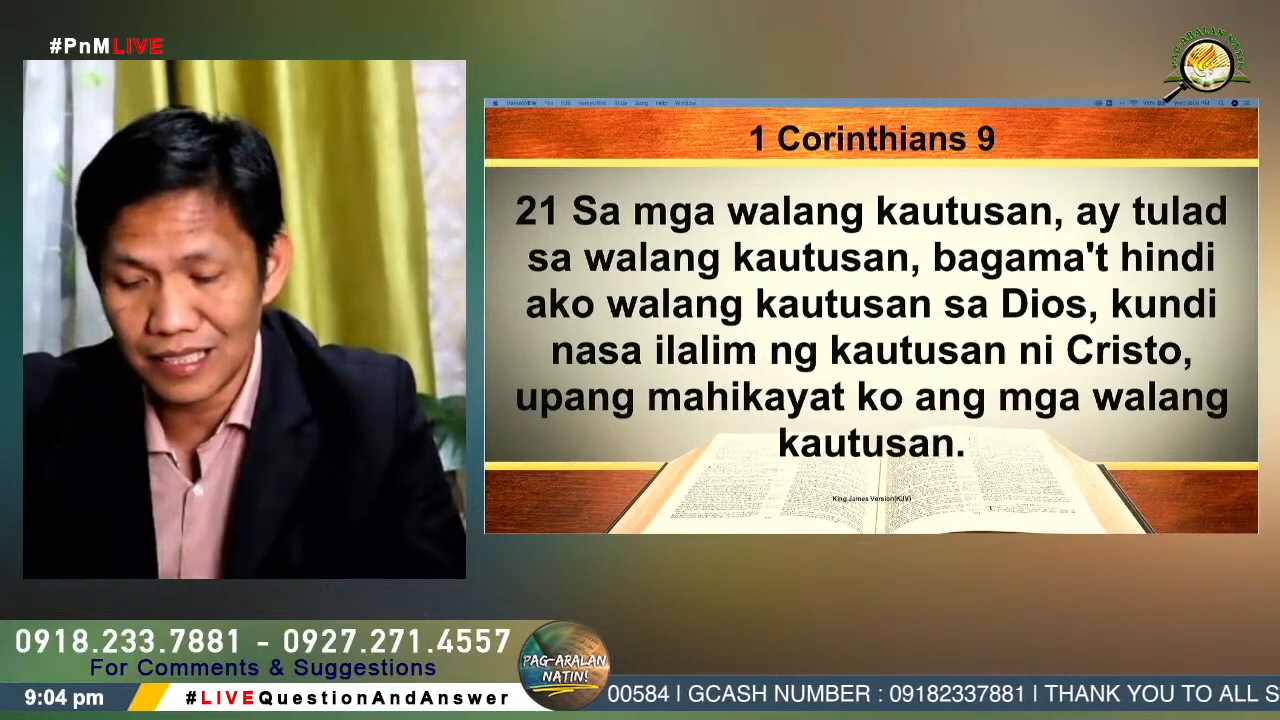 #PnMLIVE
PAG-ARALAN NATIN
1 Corinthians 9
21 Sa mga walang kautusan, ay tulad
sa walang kautusan, bagama't hindi
ako walang kautusan sa Dios, kundi
nasa ilalim ng kautusan ni Cristo,
upang mahikayat ko ang mga walang
kautusan.
King James Version(KJV)
0918.233.7881 - 0927.271.4557
For Comments & Suggestions
PAG-ARALAN
NATIN!
9:04 pm
#LIVEQuestionAndAnswer
00584 | GCASH NUMBER : 09182337881 | THANK YOU TO ALL S